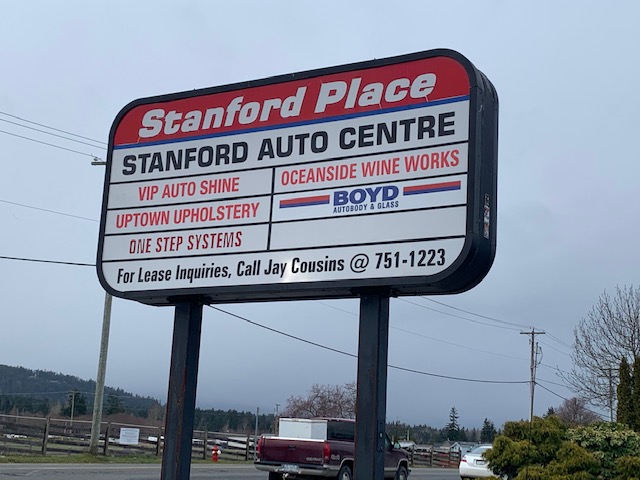 Stanford Place
STANFORD AUTO CENTRE
VIP AUTO SHINE
UPTOWN UPHOLSTERY
ONE STEP SYSTEMS
OCEANSIDE WINE WORKS
BOYD
AUTOBODY & GLASS
For Lease Inquiries, Call Jay Cousins @ 751-1223